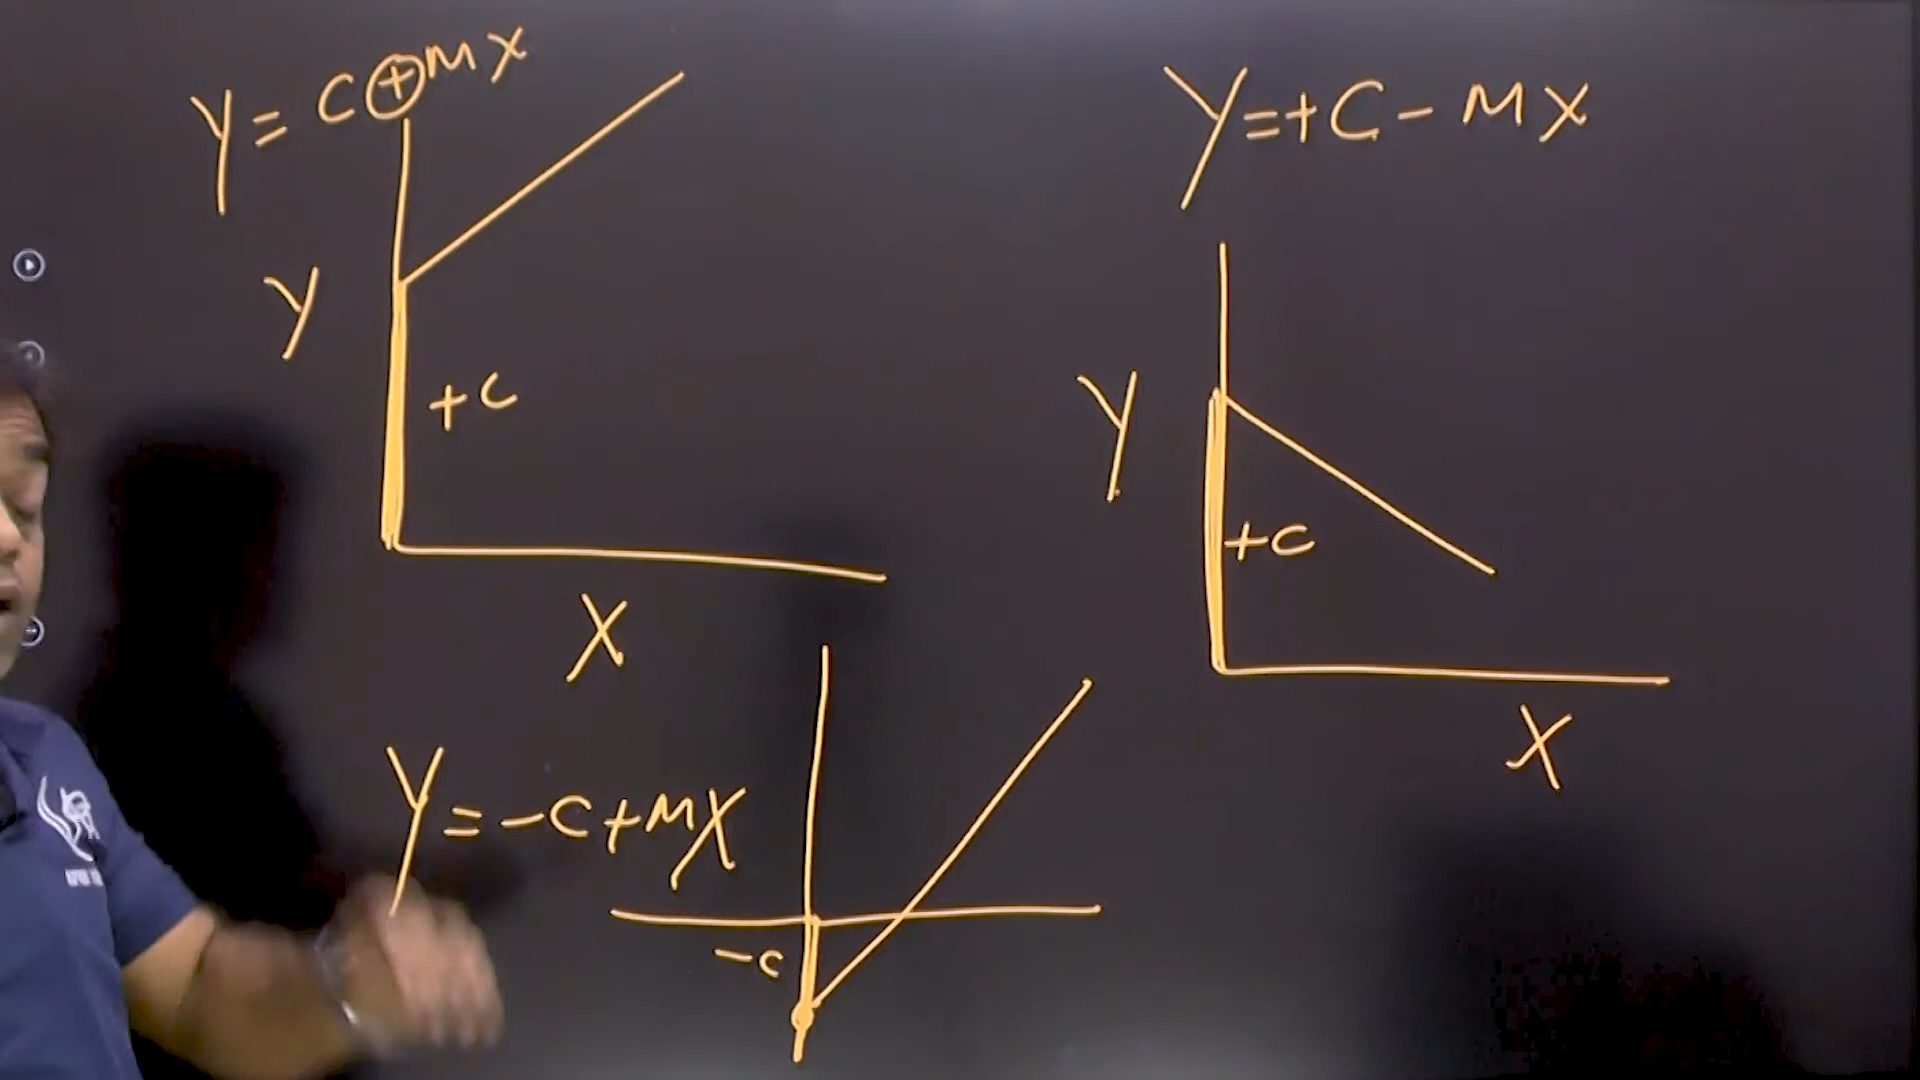 Y = C + MX
Y
+C
X
Y = +C - MX
Y
+C
X
Y = -C + MX
-C